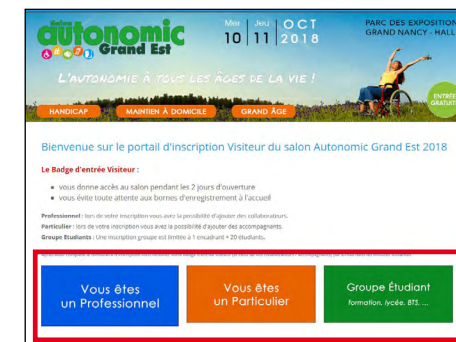 Salon
autonomic
Grand Est
Mer Jeu OCT
10 11 2018
PARC DES EXPOSITION
GRAND NANCY - HALL
L'AUTONOMIE À TOUS LES ÂGES DE LA VIE !
ENTRÉE
GRATUITE
HANDICAP MAINTIEN À DOMICILE GRAND ÂGE
Bienvenue sur le portail d'inscription Visiteur du salon Autonomic Grand Est 2018
Le Badge d'entrée Visiteur :
vous donne accès au salon pendant les 2 jours d'ouverture
vous évite toute attente aux bornes d'enregistrement à l'accueil
Professionnel : lors de votre inscription vous avez la possibilité d'ajouter des collaborateurs.
Particulier : lors de votre inscription vous avez la possibilité d'ajouter des accompagnants.
Groupe Etudiants : Une inscription groupe est limitée à 1 encadrant + 20 étudiants.
Vous êtes
un Professionnel
Vous êtes
un Particulier
Groupe Étudiant
formation, lycée, BTS, ...